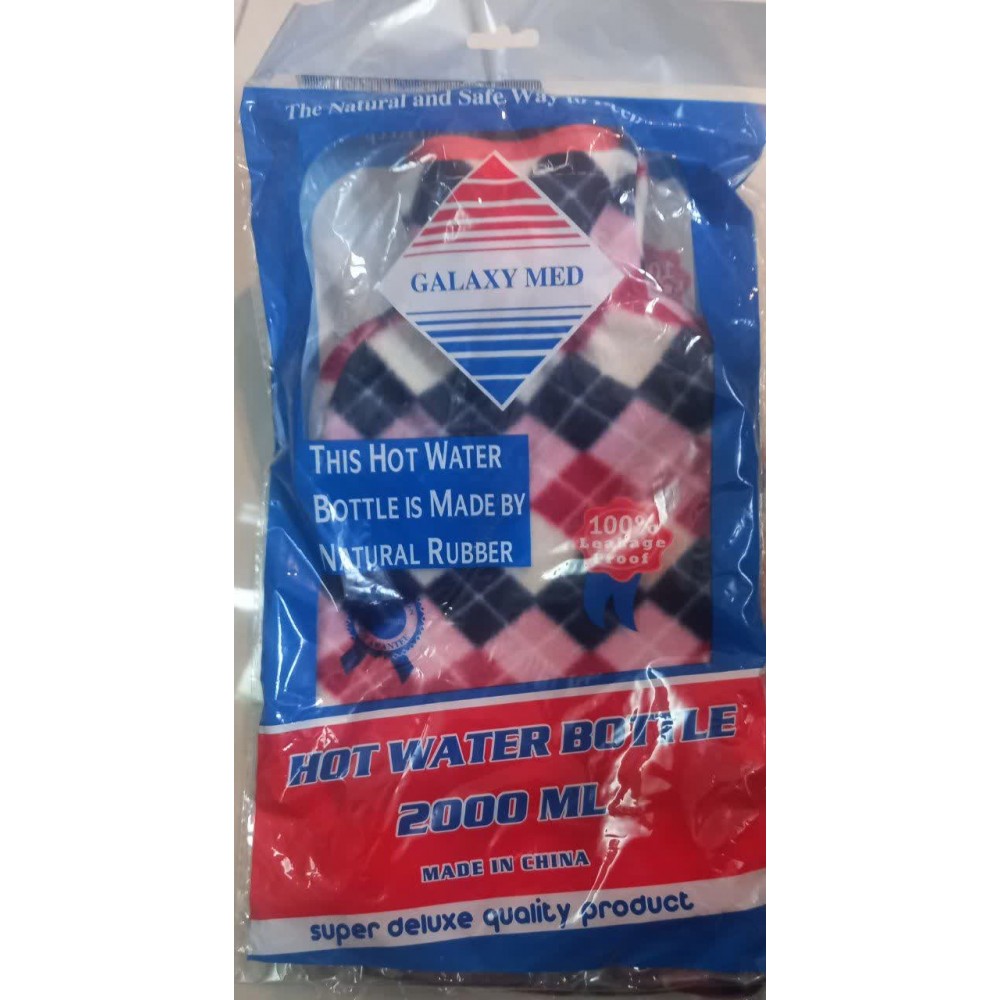 The Natural and Safe Way to
GALAXY MED
THIS HOT WATER
BOTTLE IS MADE BY
NATURAL RUBBER
100%
Leakage
Proof
HOT WATER BOTTLE
2000 ML
MADE IN CHINA
super deluxe quality product